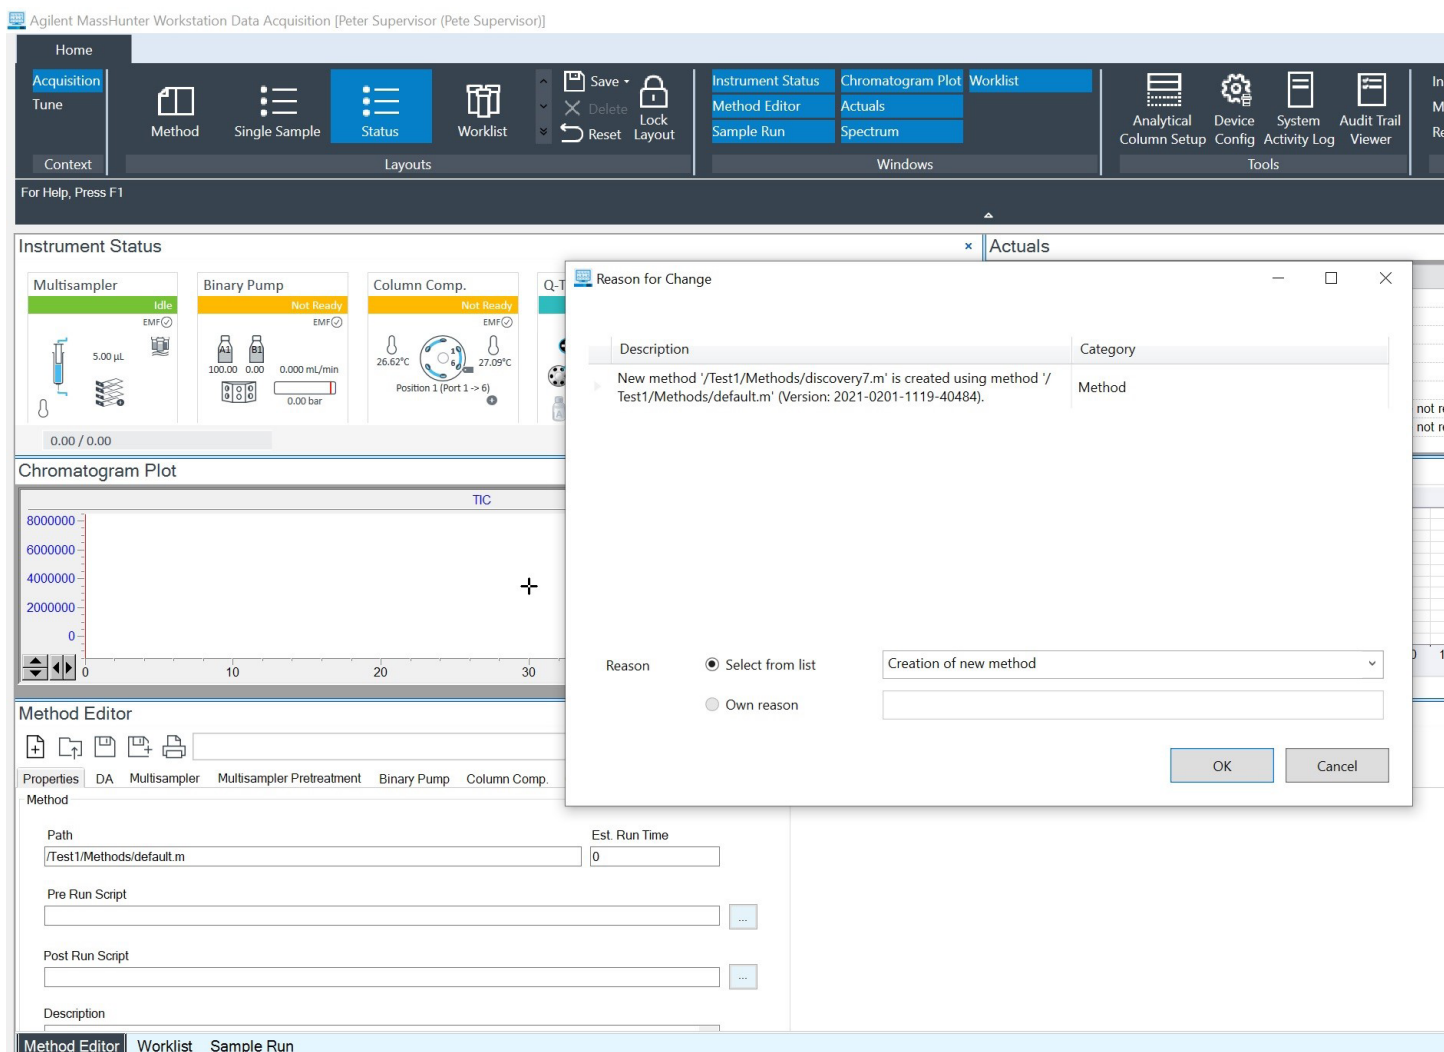 Agilent MassHunter Workstation Data Acquisition [Peter Supervisor (Pete Supervisor)]
Home
Acquisition
Tune
Context
Method
Single Sample
Status
Worklist
Layouts
Save
Delete
Reset
Lock
Layout
Instrument Status
Chromatogram Plot
Worklist
Method Editor
Actuals
Sample Run
Spectrum
Windows
Analytical
Column Setup
Device
Config
System
Activity Log
Audit Trail
Viewer
Tools
For Help, Press F1
Instrument Status
Actuals
Multisampler
Idle
EMF
5.00 µL
Binary Pump
Not Ready
EMF
A1
B1
100.00
0.00
0.000 mL/min
0.00 bar
Column Comp.
Not Ready
EMF
26.62°C
27.09°C
1
6
Position 1 (Port 1 -> 6)
0.00 / 0.00
Reason for Change
Description
Category
New method '/Test1/Methods/discovery7.m' is created using method '/
Test1/Methods/default.m' (Version: 2021-0201-1119-40484).
Method
not
not
Chromatogram Plot
TIC
8000000
6000000
4000000
2000000
0
0
10
20
30
Reason
Select from list
Creation of new method
Own reason
OK
Cancel
Method Editor
Properties
DA
Multisampler
Multisampler Pretreatment
Binary Pump
Column Comp.
Method
Path
Est. Run Time
/Test1/Methods/default.m
0
Pre Run Script
...
Post Run Script
...
Description
Method Editor
Worklist
Sample Run